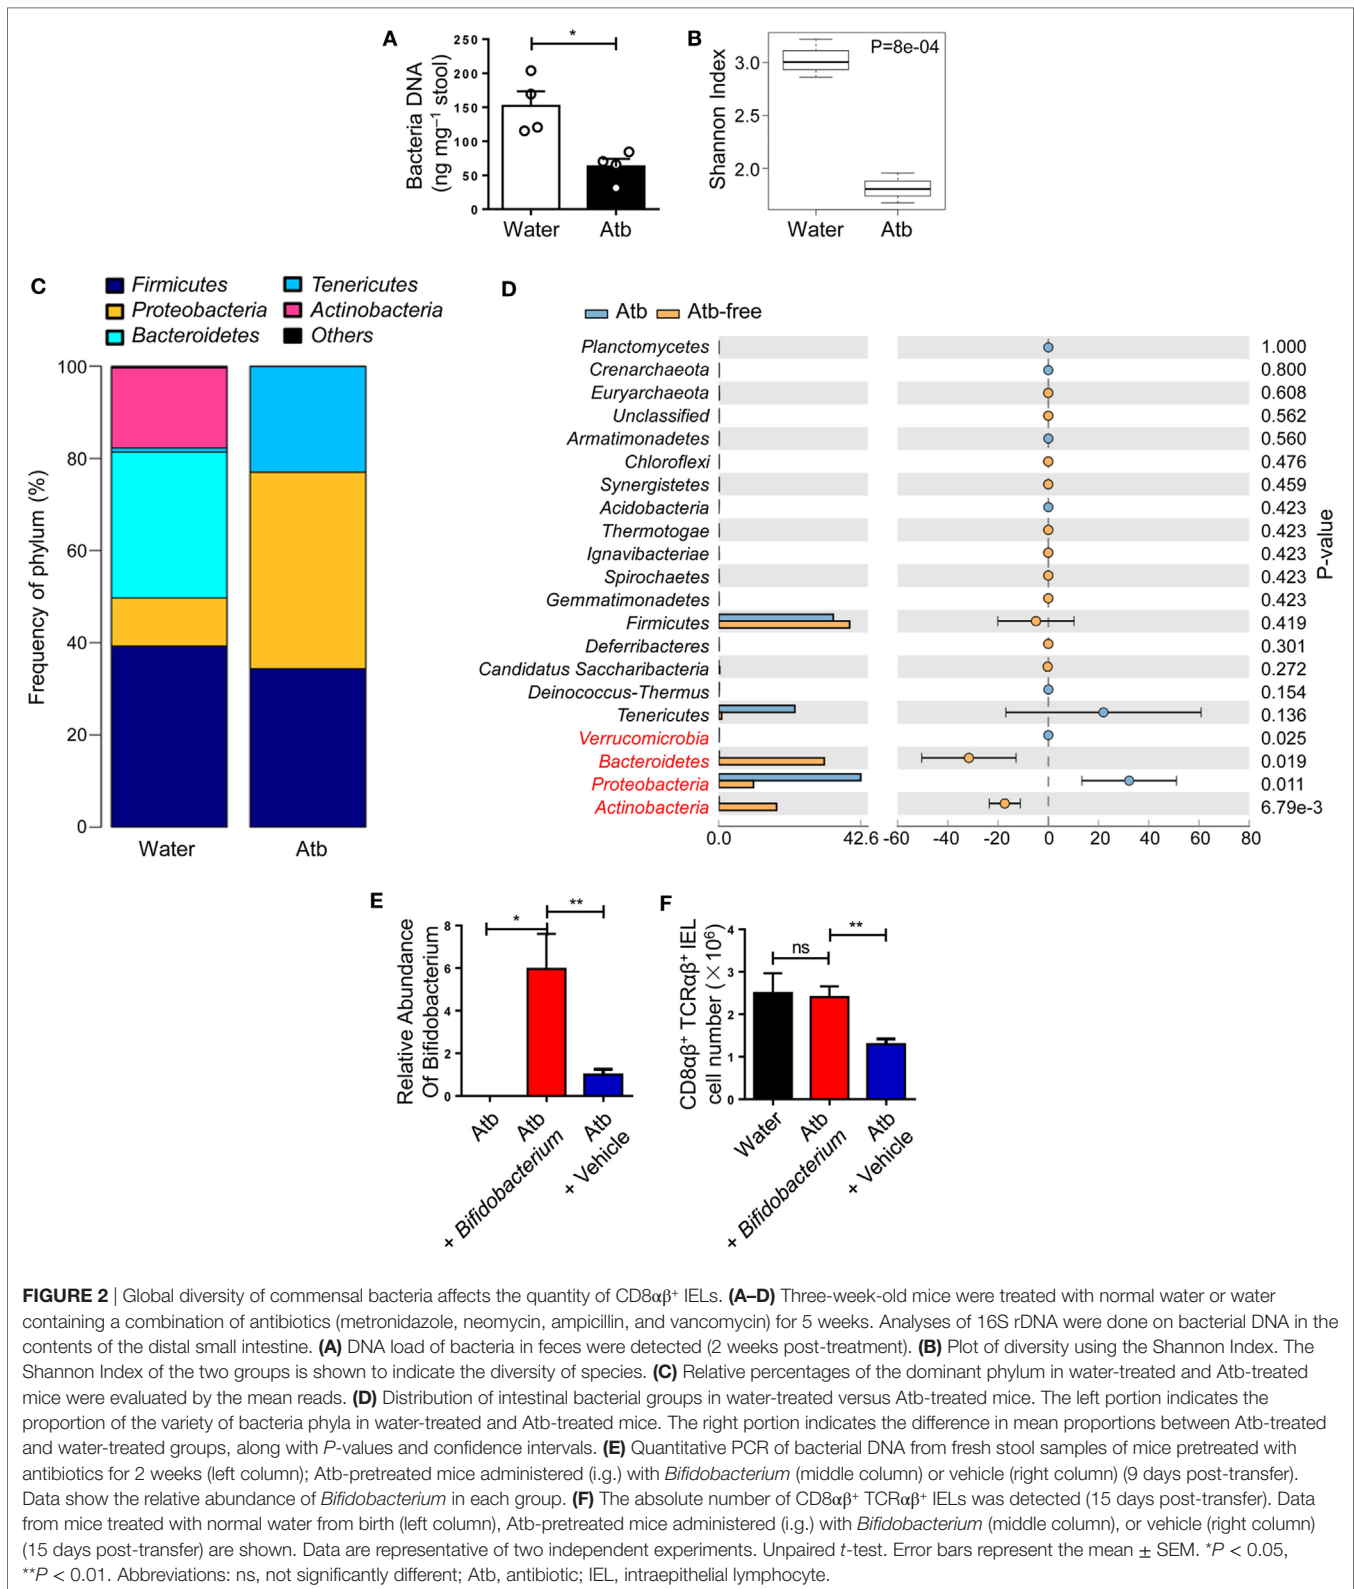 A
Bacteria DNA
(ng mg⁻¹ stool)
250
200
150
100
50
0
*
Water
Atb
B
Shannon Index
3.0
2.5
2.0
P=8e-04
Water
Atb
C
Firmicutes
Proteobacteria
Bacteroidetes
Tenericutes
Actinobacteria
Others
Frequency of phylum (%)
100
80
60
40
20
0
Water
Atb
D
Atb
Atb-free
Planctomycetes 1.000
Crenarchaeota 0.800
Euryarchaeota 0.608
Unclassified 0.562
Armatimonadetes 0.560
Chloroflexi 0.476
Synergistetes 0.459
Acidobacteria 0.423
Thermotogae 0.423
Ignavibacteriae 0.423
Spirochaetes 0.423
Gemmatimonadetes 0.423
Firmicutes 0.419
Deferribacteres 0.301
Candidatus Saccharibacteria 0.272
Deinococcus-Thermus 0.154
Tenericutes 0.136
Verrucomicrobia 0.025
Bacteroidetes 0.019
Proteobacteria 0.011
Actinobacteria 6.79e-3
P-value
0.0 42.6 -60 -40 -20 0 20 40 60 80
E
Relative Abundance
Of Bifidobacterium
8
6
4
2
0
*
**
Atb
Atb
+ Bifidobacterium
Atb
+ Vehicle
F
CD8αβ⁺ TCRαβ⁺ IEL
cell number (×10⁶)
4
3
2
1
0
ns
**
Water
Atb
+ Bifidobacterium
Atb
+ Vehicle
FIGURE 2 | Global diversity of commensal bacteria affects the quantity of CD8αβ⁺ IELs. (A–D) Three-week-old mice were treated with normal water or water
containing a combination of antibiotics (metronidazole, neomycin, ampicillin, and vancomycin) for 5 weeks. Analyses of 16S rDNA were done on bacterial DNA in the
contents of the distal small intestine. (A) DNA load of bacteria in feces were detected (2 weeks post-treatment). (B) Plot of diversity using the Shannon Index. The
Shannon Index of the two groups is shown to indicate the diversity of species. (C) Relative percentages of the dominant phylum in water-treated and Atb-treated
mice were evaluated by the mean reads. (D) Distribution of intestinal bacterial groups in water-treated versus Atb-treated mice. The left portion indicates the
proportion of the variety of bacteria phyla in water-treated and Atb-treated mice. The right portion indicates the difference in mean proportions between Atb-treated
and water-treated groups, along with P-values and confidence intervals. (E) Quantitative PCR of bacterial DNA from fresh stool samples of mice pretreated with
antibiotics for 2 weeks (left column); Atb-pretreated mice administered (i.g.) with Bifidobacterium (middle column) or vehicle (right column) (9 days post-transfer).
Data show the relative abundance of Bifidobacterium in each group. (F) The absolute number of CD8αβ⁺ TCRαβ⁺ IELs was detected (15 days post-transfer). Data
from mice treated with normal water from birth (left column), Atb-pretreated mice administered (i.g.) with Bifidobacterium (middle column), or vehicle (right column)
(15 days post-transfer) are shown. Data are representative of two independent experiments. Unpaired t-test. Error bars represent the mean ± SEM. *P < 0.05,
**P < 0.01. Abbreviations: ns, not significantly different; Atb, antibiotic; IEL, intraepithelial lymphocyte.